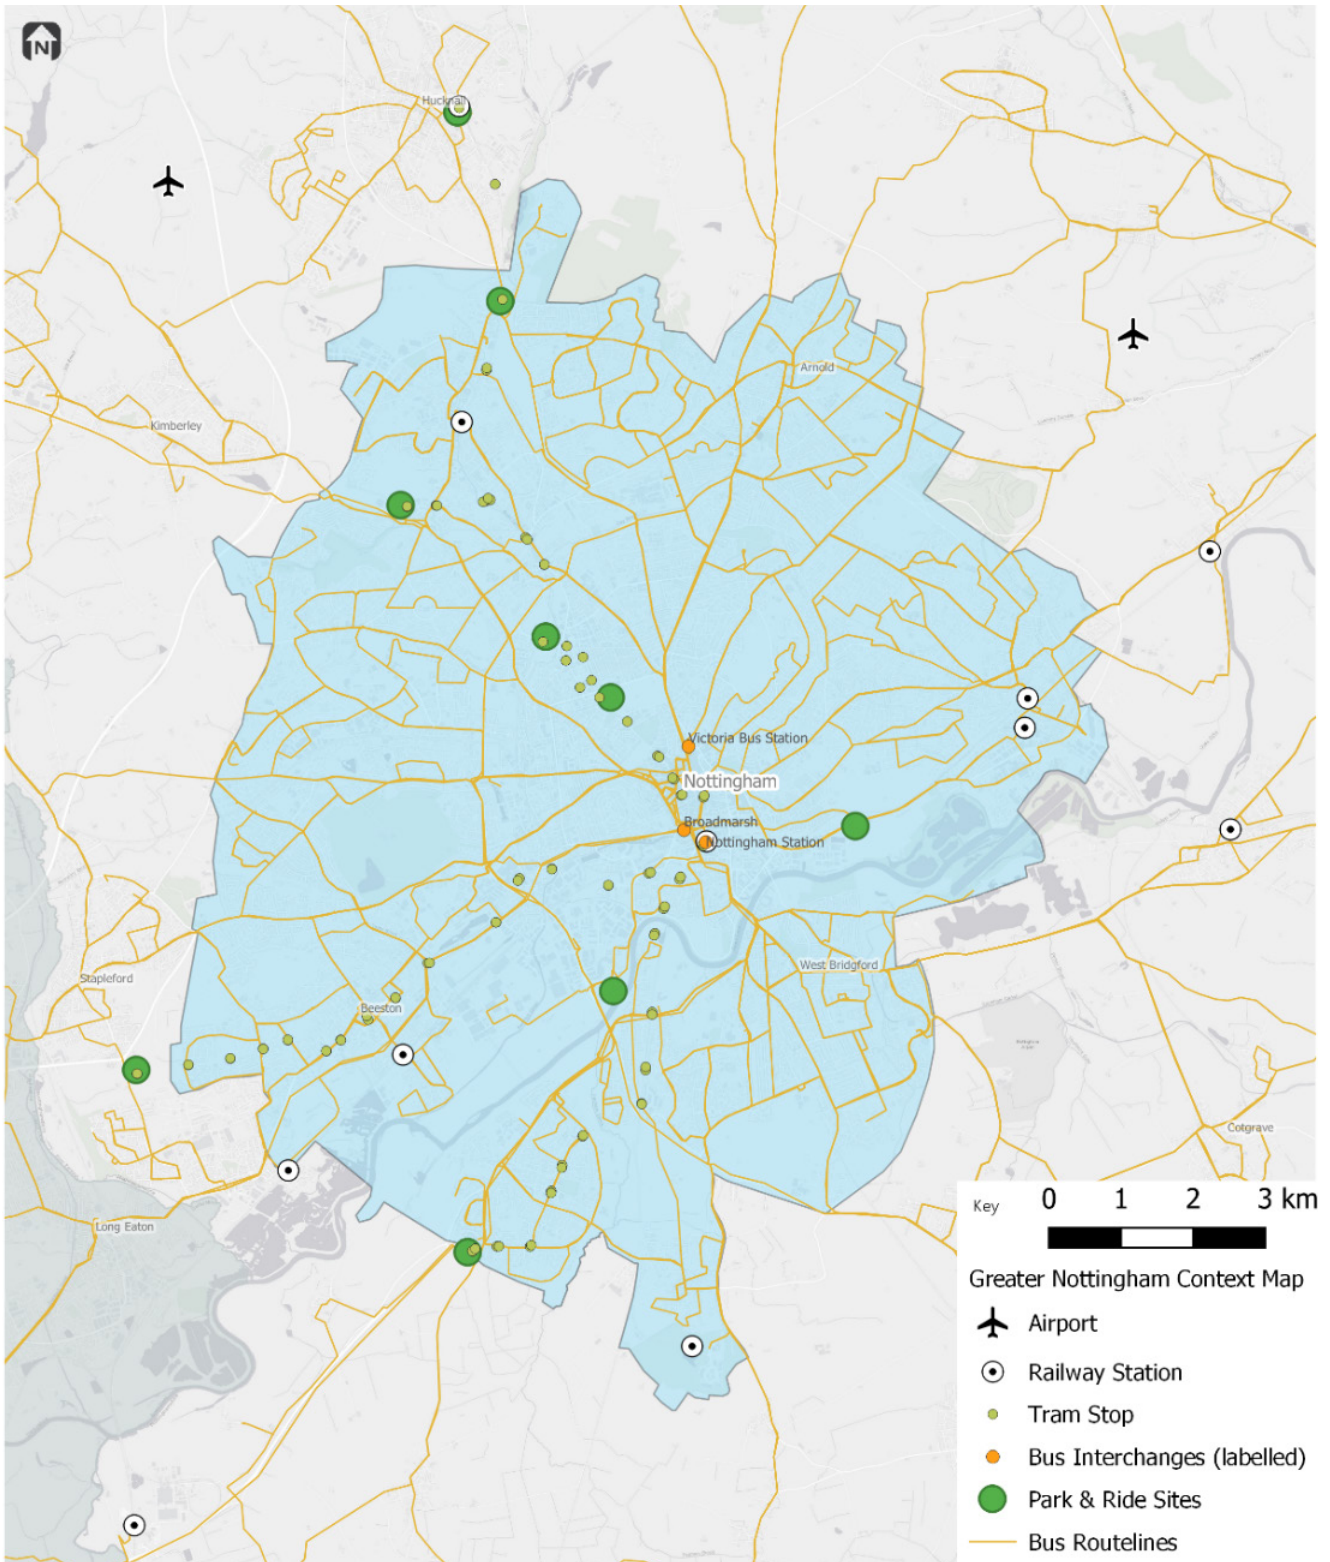 N
Hucknall
Arnold
Kimberley
Victoria Bus Station
Nottingham
Broadmarsh
Nottingham Station
West Bridgford
Stapleford
Beeston
Cotgrave
Long Eaton
Key
0 1 2 3 km
Greater Nottingham Context Map
Airport
Railway Station
Tram Stop
Bus Interchanges (labelled)
Park & Ride Sites
Bus Routelines